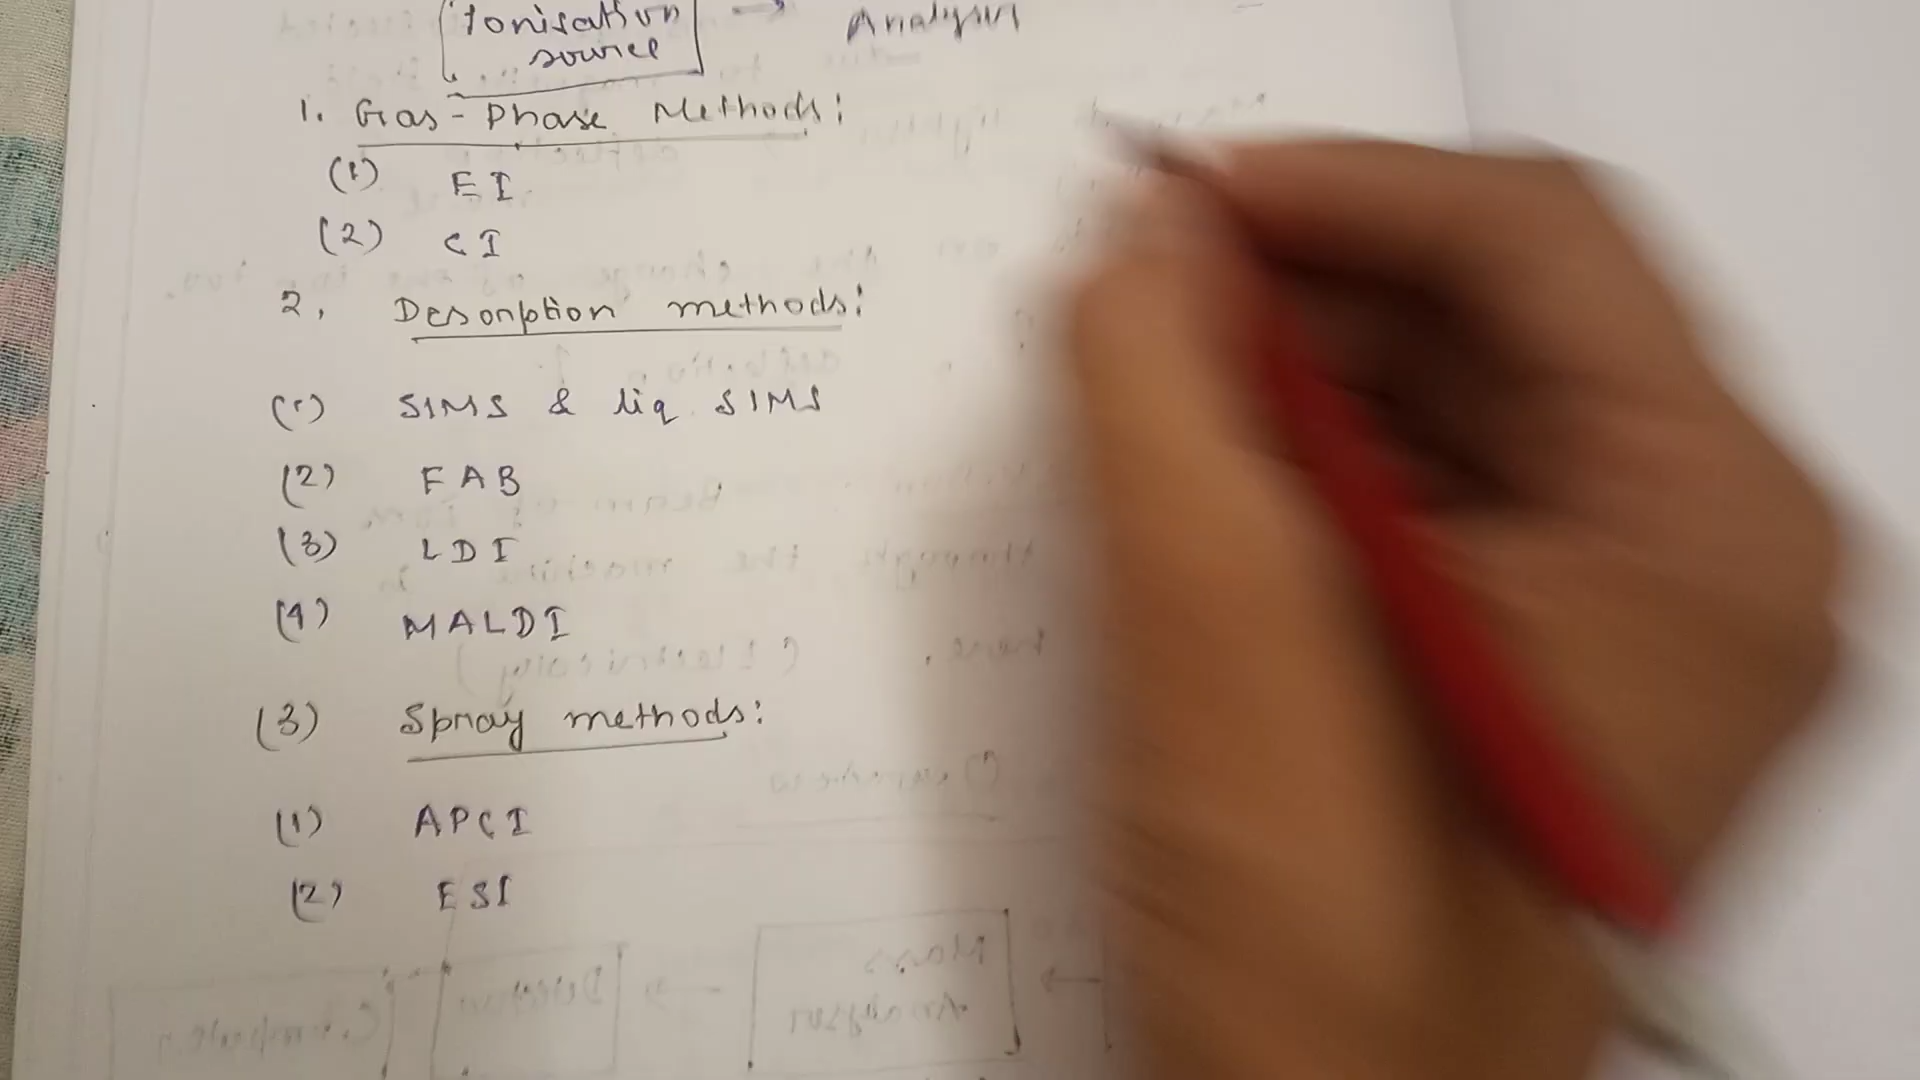 Ionisation → Analyser
source
1. Gas-Phase Methods:
(1) EI
(2) CI
2. Desorption methods:
(1) SIMS & liq SIMS
(2) FAB
(3) LDI
(4) MALDI
(3) Spray methods:
(1) APCI
(2) ESI